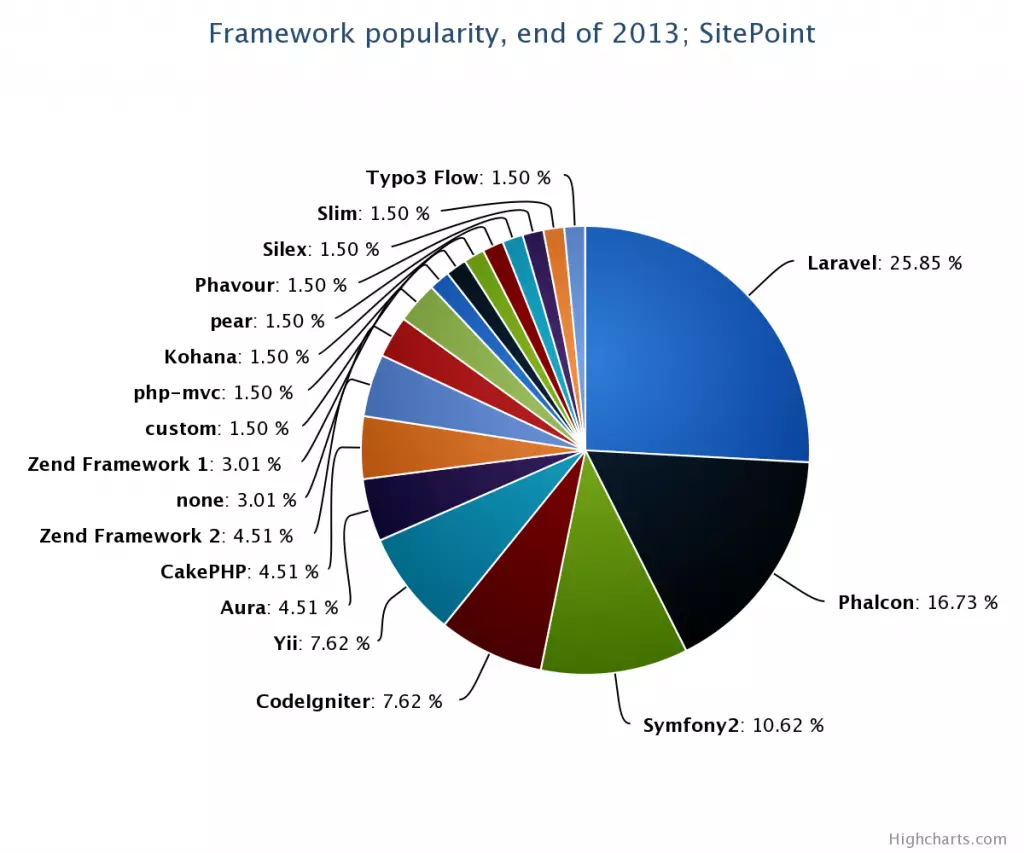 Framework popularity, end of 2013; SitePoint
Typo3 Flow: 1.50 %
Slim: 1.50 %
Silex: 1.50 %
Laravel: 25.85 %
Phavour: 1.50 %
pear: 1.50 %
Kohana: 1.50 %
php-mvc: 1.50 %
custom: 1.50 %
Zend Framework 1: 3.01 %
none: 3.01 %
Zend Framework 2: 4.51 %
CakePHP: 4.51 %
Phalcon: 16.73 %
Aura: 4.51 %
Yii: 7.62 %
CodeIgniter: 7.62 %
Symfony2: 10.62 %
Highcharts.com